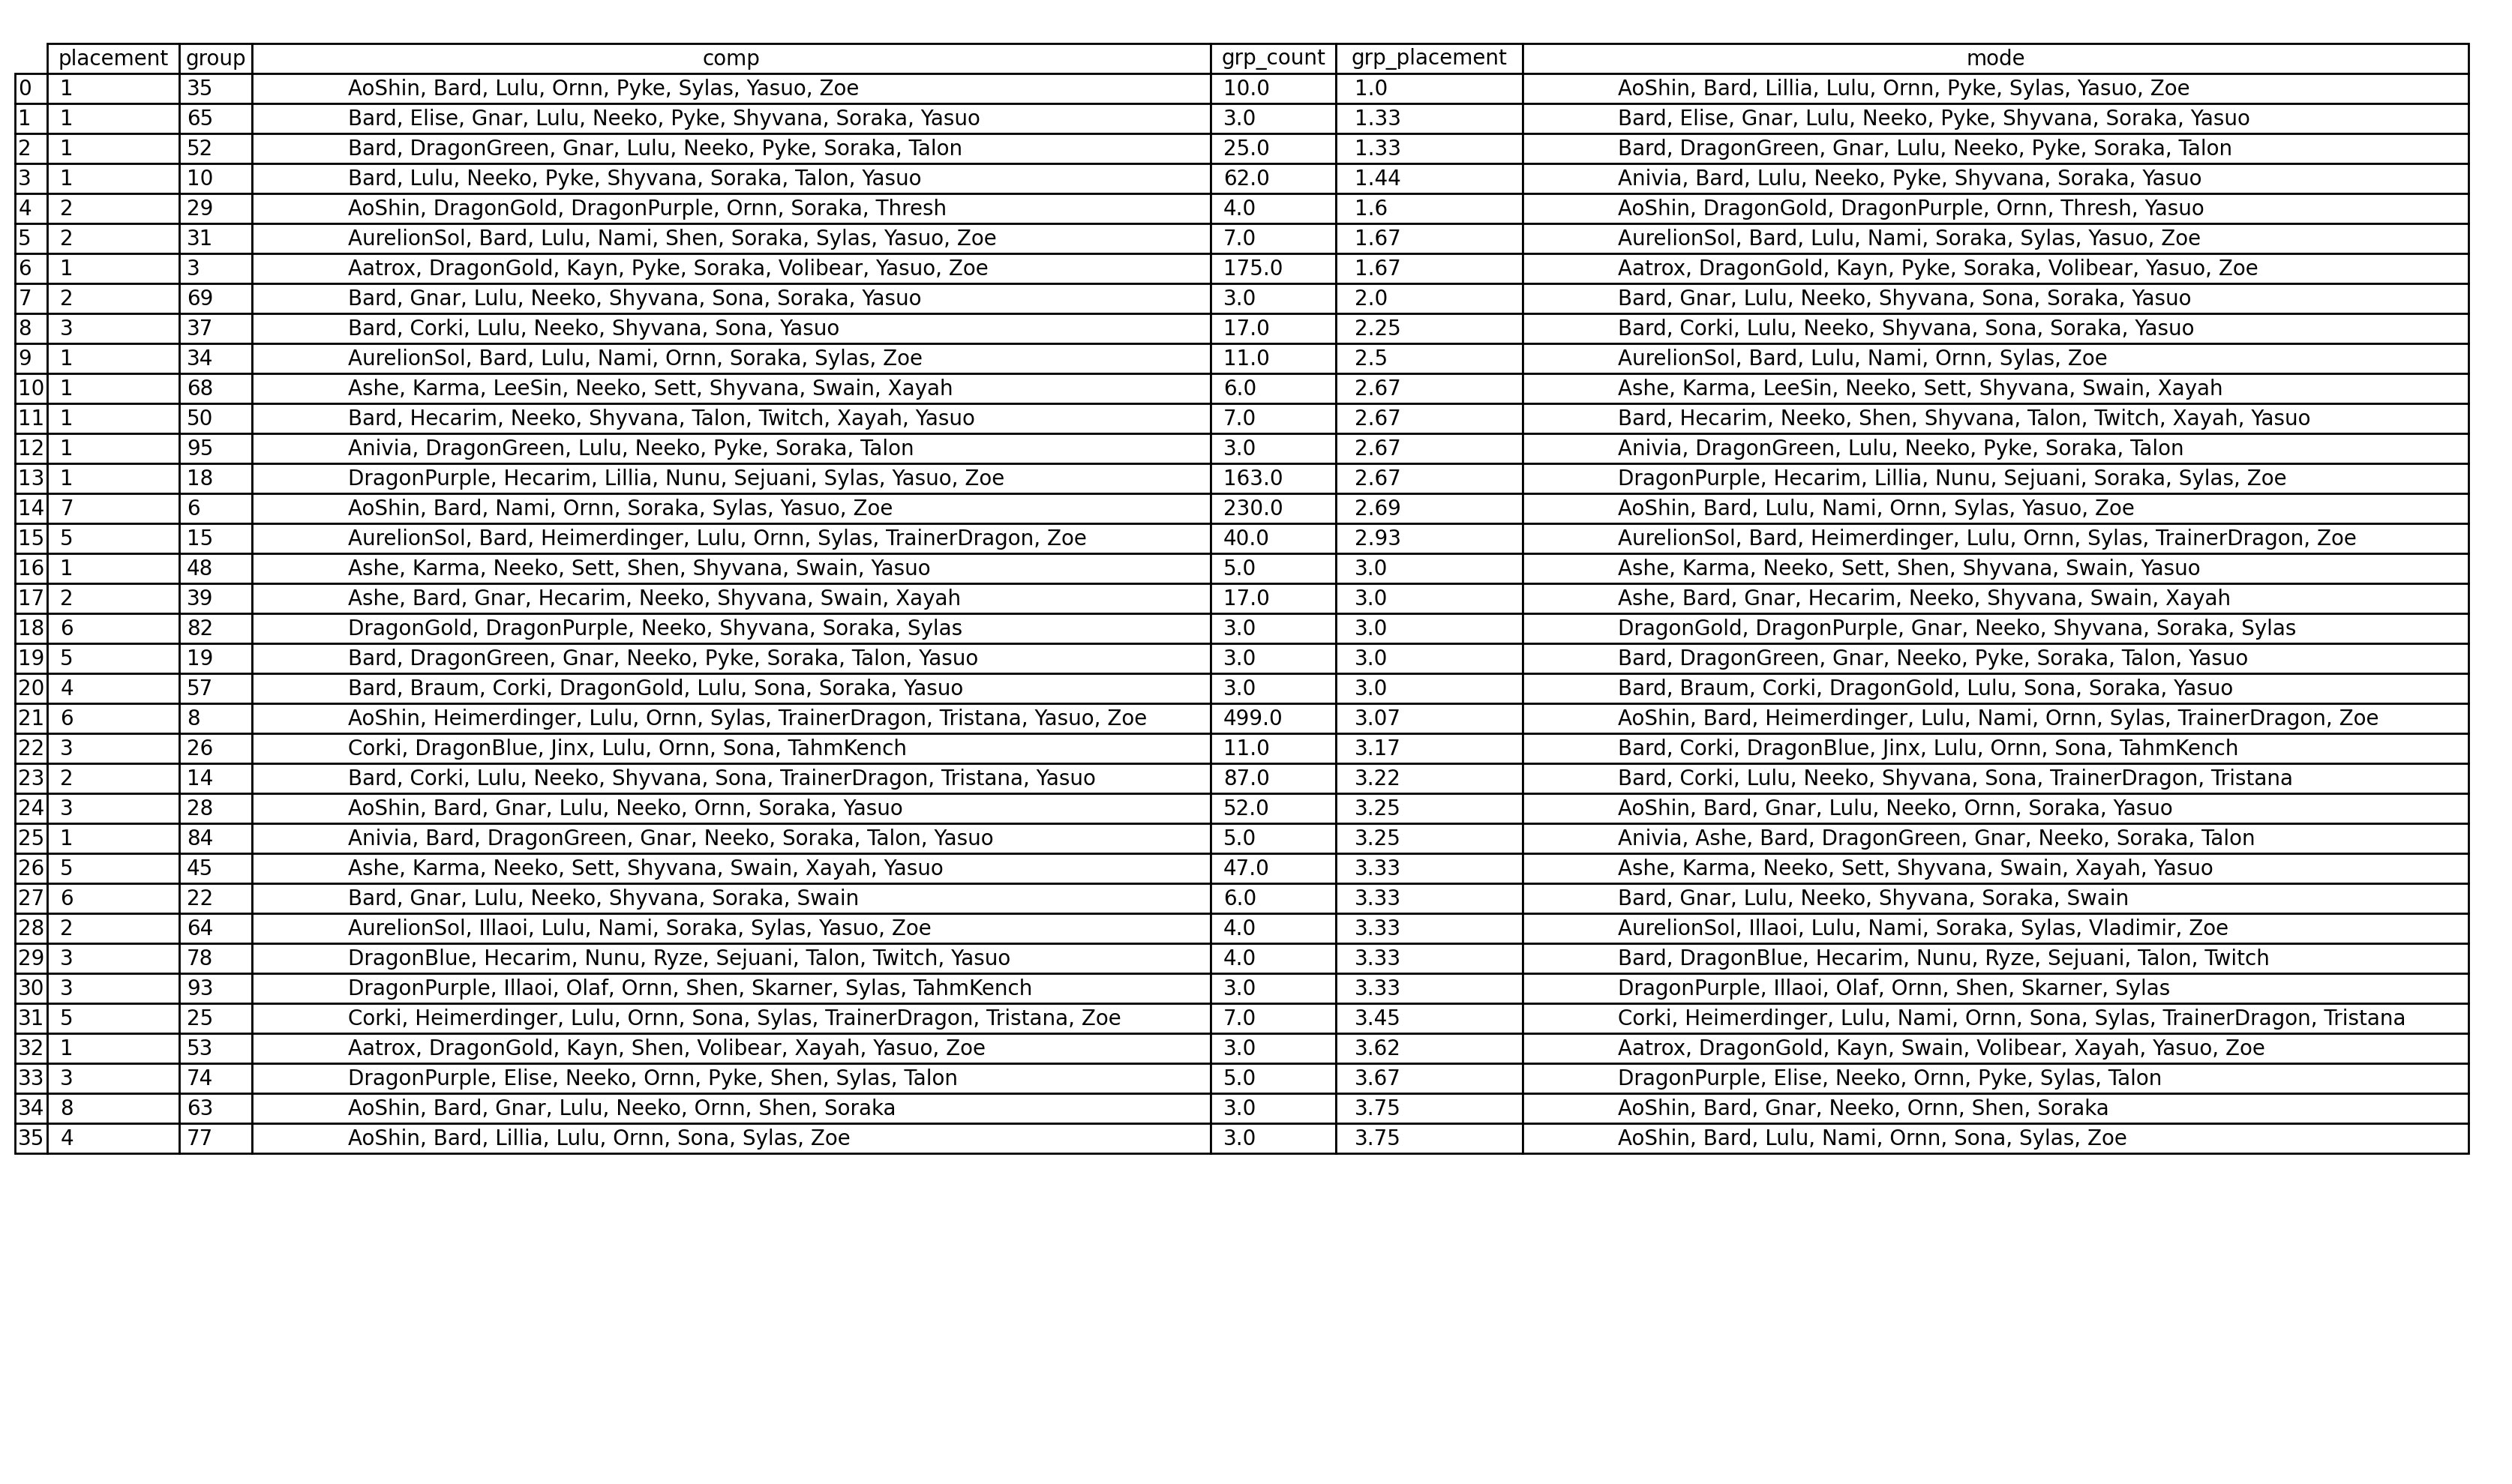 placement group comp grp_count grp_placement mode
0 1 35 AoShin, Bard, Lulu, Ornn, Pyke, Sylas, Yasuo, Zoe 10.0 1.0 AoShin, Bard, Lillia, Lulu, Ornn, Pyke, Sylas, Yasuo, Zoe
1 1 65 Bard, Elise, Gnar, Lulu, Neeko, Pyke, Shyvana, Soraka, Yasuo 3.0 1.33 Bard, Elise, Gnar, Lulu, Neeko, Pyke, Shyvana, Soraka, Yasuo
2 1 52 Bard, DragonGreen, Gnar, Lulu, Neeko, Pyke, Soraka, Talon 25.0 1.33 Bard, DragonGreen, Gnar, Lulu, Neeko, Pyke, Soraka, Talon
3 1 10 Bard, Lulu, Neeko, Pyke, Shyvana, Soraka, Talon, Yasuo 62.0 1.44 Anivia, Bard, Lulu, Neeko, Pyke, Shyvana, Soraka, Yasuo
4 2 29 AoShin, DragonGold, DragonPurple, Ornn, Soraka, Thresh 4.0 1.6 AoShin, DragonGold, DragonPurple, Ornn, Thresh, Yasuo
5 2 31 AurelionSol, Bard, Lulu, Nami, Shen, Soraka, Sylas, Yasuo, Zoe 7.0 1.67 AurelionSol, Bard, Lulu, Nami, Soraka, Sylas, Yasuo, Zoe
6 1 3 Aatrox, DragonGold, Kayn, Pyke, Soraka, Volibear, Yasuo, Zoe 175.0 1.67 Aatrox, DragonGold, Kayn, Pyke, Soraka, Volibear, Yasuo, Zoe
7 2 69 Bard, Gnar, Lulu, Neeko, Shyvana, Sona, Soraka, Yasuo 3.0 2.0 Bard, Gnar, Lulu, Neeko, Shyvana, Sona, Soraka, Yasuo
8 3 37 Bard, Corki, Lulu, Neeko, Shyvana, Sona, Yasuo 17.0 2.25 Bard, Corki, Lulu, Neeko, Shyvana, Sona, Soraka, Yasuo
9 1 34 AurelionSol, Bard, Lulu, Nami, Ornn, Soraka, Sylas, Zoe 11.0 2.5 AurelionSol, Bard, Lulu, Nami, Ornn, Sylas, Zoe
10 1 68 Ashe, Karma, LeeSin, Neeko, Sett, Shyvana, Swain, Xayah 6.0 2.67 Ashe, Karma, LeeSin, Neeko, Sett, Shyvana, Swain, Xayah
11 1 50 Bard, Hecarim, Neeko, Shyvana, Talon, Twitch, Xayah, Yasuo 7.0 2.67 Bard, Hecarim, Neeko, Shen, Shyvana, Talon, Twitch, Xayah, Yasuo
12 1 95 Anivia, DragonGreen, Lulu, Neeko, Pyke, Soraka, Talon 3.0 2.67 Anivia, DragonGreen, Lulu, Neeko, Pyke, Soraka, Talon
13 1 18 DragonPurple, Hecarim, Lillia, Nunu, Sejuani, Sylas, Yasuo, Zoe 163.0 2.67 DragonPurple, Hecarim, Lillia, Nunu, Sejuani, Soraka, Sylas, Zoe
14 7 6 AoShin, Bard, Nami, Ornn, Soraka, Sylas, Yasuo, Zoe 230.0 2.69 AoShin, Bard, Lulu, Nami, Ornn, Sylas, Yasuo, Zoe
15 5 15 AurelionSol, Bard, Heimerdinger, Lulu, Ornn, Sylas, TrainerDragon, Zoe 40.0 2.93 AurelionSol, Bard, Heimerdinger, Lulu, Ornn, Sylas, TrainerDragon, Zoe
16 1 48 Ashe, Karma, Neeko, Sett, Shen, Shyvana, Swain, Yasuo 5.0 3.0 Ashe, Karma, Neeko, Sett, Shen, Shyvana, Swain, Yasuo
17 2 39 Ashe, Bard, Gnar, Hecarim, Neeko, Shyvana, Swain, Xayah 17.0 3.0 Ashe, Bard, Gnar, Hecarim, Neeko, Shyvana, Swain, Xayah
18 6 82 DragonGold, DragonPurple, Neeko, Shyvana, Soraka, Sylas 3.0 3.0 DragonGold, DragonPurple, Gnar, Neeko, Shyvana, Soraka, Sylas
19 5 19 Bard, DragonGreen, Gnar, Neeko, Pyke, Soraka, Talon, Yasuo 3.0 3.0 Bard, DragonGreen, Gnar, Neeko, Pyke, Soraka, Talon, Yasuo
20 4 57 Bard, Braum, Corki, DragonGold, Lulu, Sona, Soraka, Yasuo 3.0 3.0 Bard, Braum, Corki, DragonGold, Lulu, Sona, Soraka, Yasuo
21 6 8 AoShin, Heimerdinger, Lulu, Ornn, Sylas, TrainerDragon, Tristana, Yasuo, Zoe 499.0 3.07 AoShin, Bard, Heimerdinger, Lulu, Nami, Ornn, Sylas, TrainerDragon, Zoe
22 3 26 Corki, DragonBlue, Jinx, Lulu, Ornn, Sona, TahmKench 11.0 3.17 Bard, Corki, DragonBlue, Jinx, Lulu, Ornn, Sona, TahmKench
23 2 14 Bard, Corki, Lulu, Neeko, Shyvana, Sona, TrainerDragon, Tristana, Yasuo 87.0 3.22 Bard, Corki, Lulu, Neeko, Shyvana, Sona, TrainerDragon, Tristana
24 3 28 AoShin, Bard, Gnar, Lulu, Neeko, Ornn, Soraka, Yasuo 52.0 3.25 AoShin, Bard, Gnar, Lulu, Neeko, Ornn, Soraka, Yasuo
25 1 84 Anivia, Bard, DragonGreen, Gnar, Neeko, Soraka, Talon, Yasuo 5.0 3.25 Anivia, Ashe, Bard, DragonGreen, Gnar, Neeko, Soraka, Talon
26 5 45 Ashe, Karma, Neeko, Sett, Shyvana, Swain, Xayah, Yasuo 47.0 3.33 Ashe, Karma, Neeko, Sett, Shyvana, Swain, Xayah, Yasuo
27 6 22 Bard, Gnar, Lulu, Neeko, Shyvana, Soraka, Swain 6.0 3.33 Bard, Gnar, Lulu, Neeko, Shyvana, Soraka, Swain
28 2 64 AurelionSol, Illaoi, Lulu, Nami, Soraka, Sylas, Yasuo, Zoe 4.0 3.33 AurelionSol, Illaoi, Lulu, Nami, Soraka, Sylas, Vladimir, Zoe
29 3 78 DragonBlue, Hecarim, Nunu, Ryze, Sejuani, Talon, Twitch, Yasuo 4.0 3.33 Bard, DragonBlue, Hecarim, Nunu, Ryze, Sejuani, Talon, Twitch
30 3 93 DragonPurple, Illaoi, Olaf, Ornn, Shen, Skarner, Sylas, TahmKench 3.0 3.33 DragonPurple, Illaoi, Olaf, Ornn, Shen, Skarner, Sylas
31 5 25 Corki, Heimerdinger, Lulu, Ornn, Sona, Sylas, TrainerDragon, Tristana, Zoe 7.0 3.45 Corki, Heimerdinger, Lulu, Nami, Ornn, Sona, Sylas, TrainerDragon, Tristana
32 1 53 Aatrox, DragonGold, Kayn, Shen, Volibear, Xayah, Yasuo, Zoe 3.0 3.62 Aatrox, DragonGold, Kayn, Swain, Volibear, Xayah, Yasuo, Zoe
33 3 74 DragonPurple, Elise, Neeko, Ornn, Pyke, Shen, Sylas, Talon 5.0 3.67 DragonPurple, Elise, Neeko, Ornn, Pyke, Sylas, Talon
34 8 63 AoShin, Bard, Gnar, Lulu, Neeko, Ornn, Shen, Soraka 3.0 3.75 AoShin, Bard, Gnar, Neeko, Ornn, Shen, Soraka
35 4 77 AoShin, Bard, Lillia, Lulu, Ornn, Sona, Sylas, Zoe 3.0 3.75 AoShin, Bard, Lulu, Nami, Ornn, Sona, Sylas, Zoe